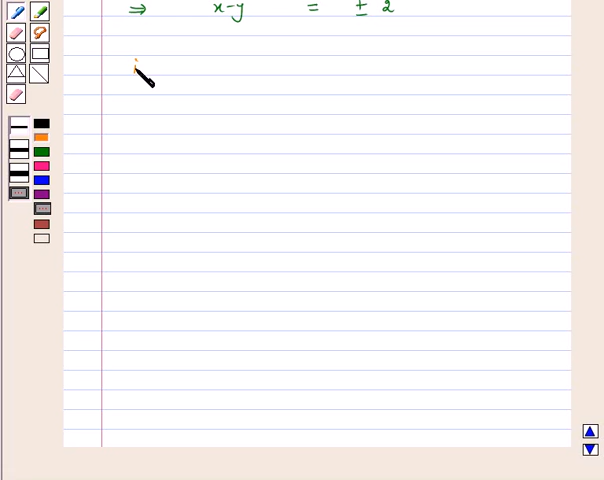 ⇒ x-y = ± 2